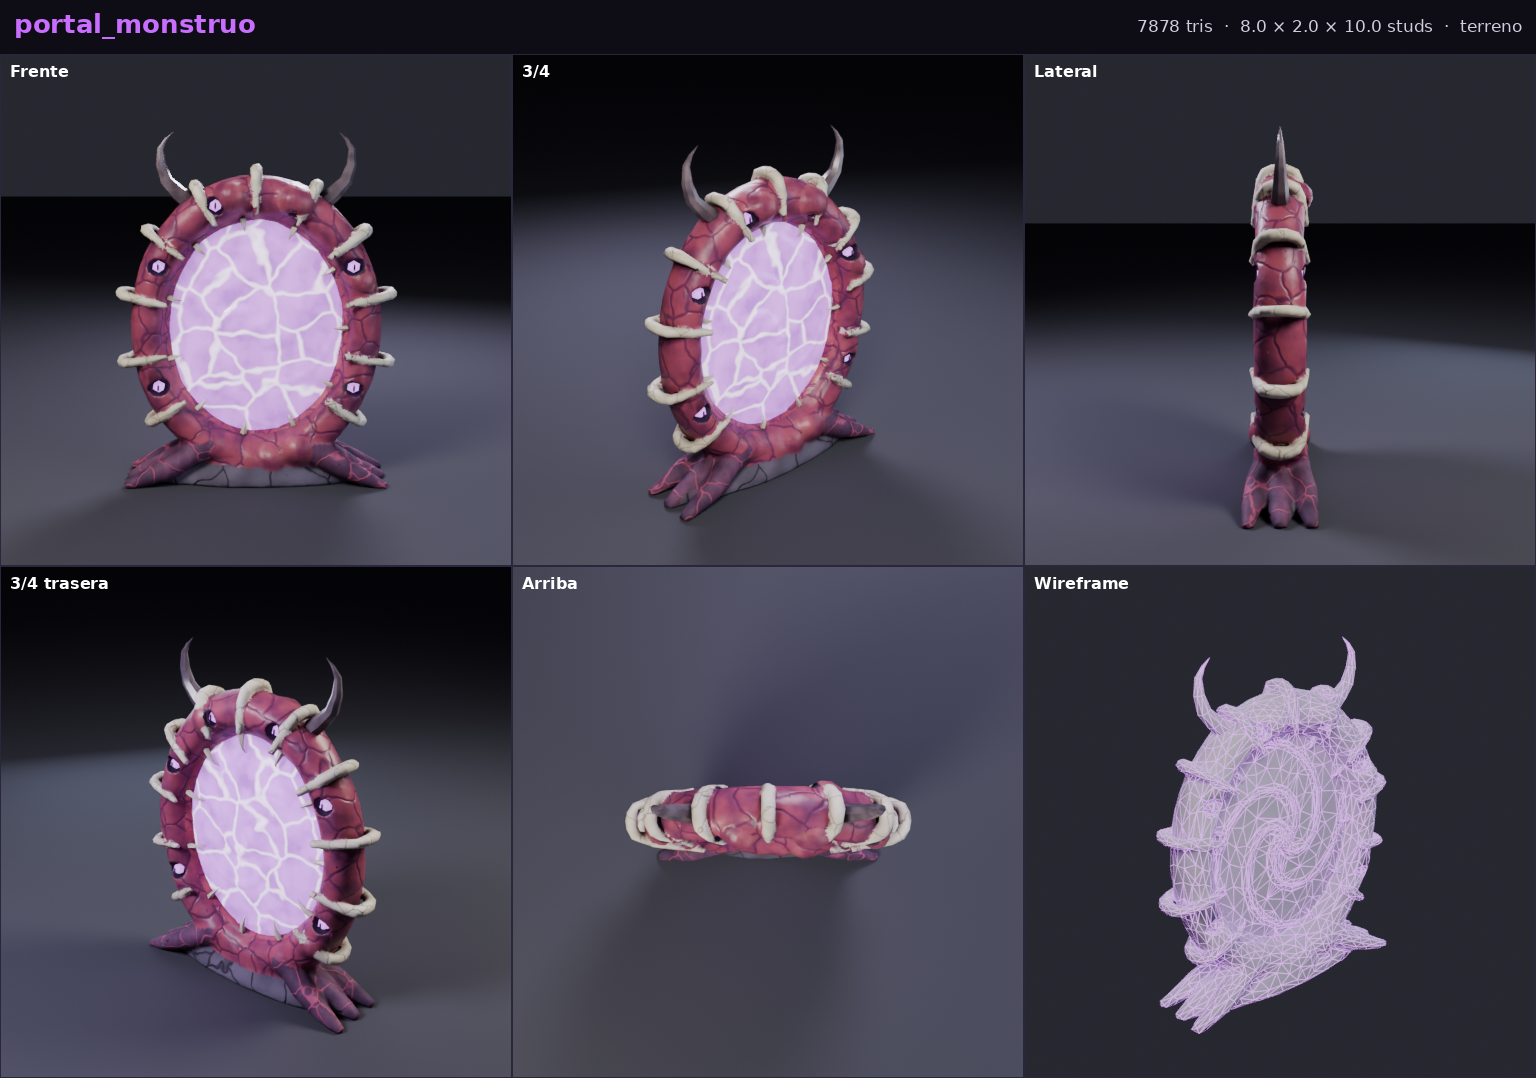 portal_monstruo
7878 tris · 8.0 × 2.0 × 10.0 studs · terreno
Frente
3/4
Lateral
3/4 trasera
Arriba
Wireframe